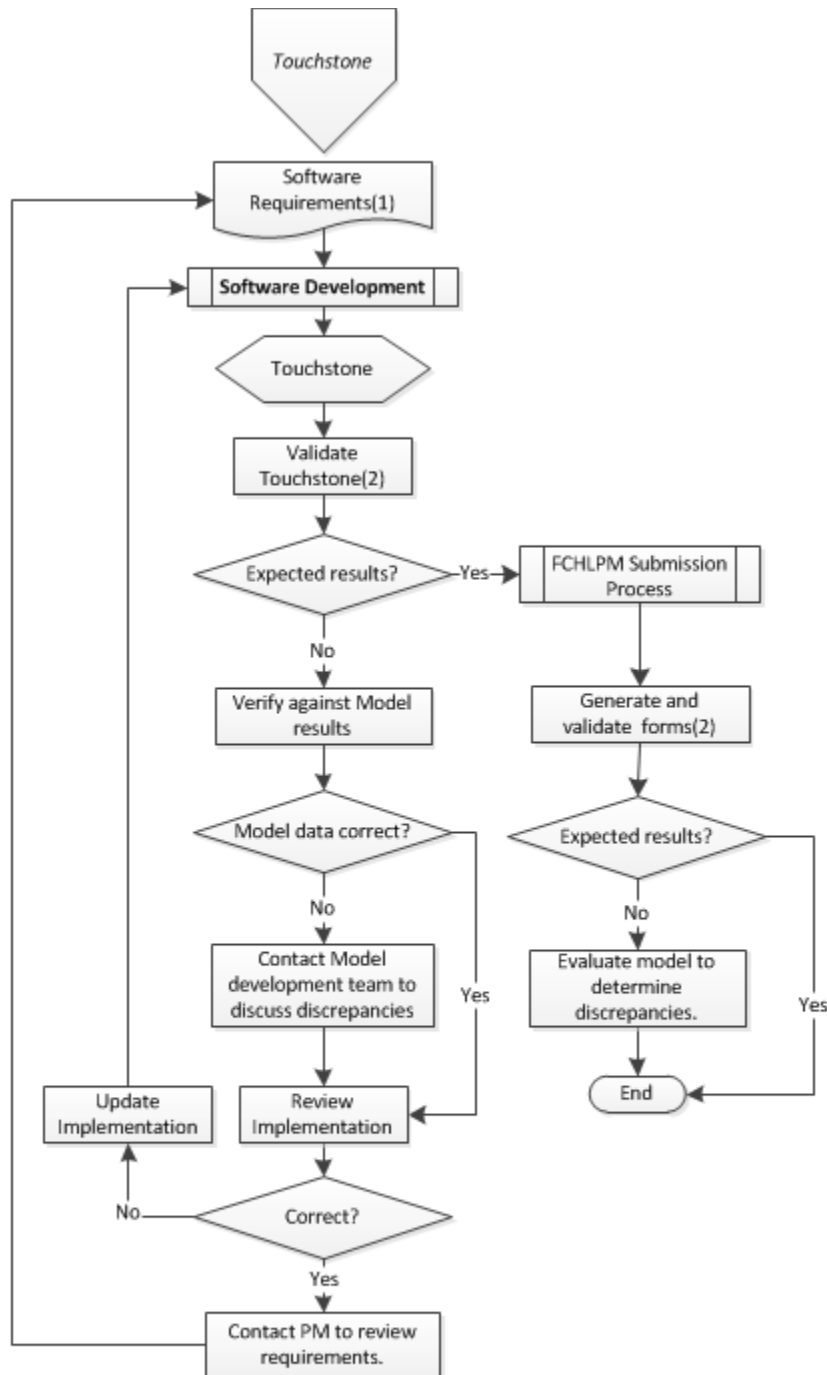 Touchstone
Software
Requirements(1)
Software Development
Touchstone
Validate
Touchstone(2)
Expected results?
Yes
FCHLPM Submission
Process
No
Verify against Model
results
Generate and
validate forms(2)
Model data correct?
Expected results?
No
No
Contact Model
development team to
discuss discrepancies
Yes
Evaluate model to
determine
discrepancies.
Yes
Update
Implementation
Review
Implementation
End
No
Correct?
Yes
Contact PM to review
requirements.